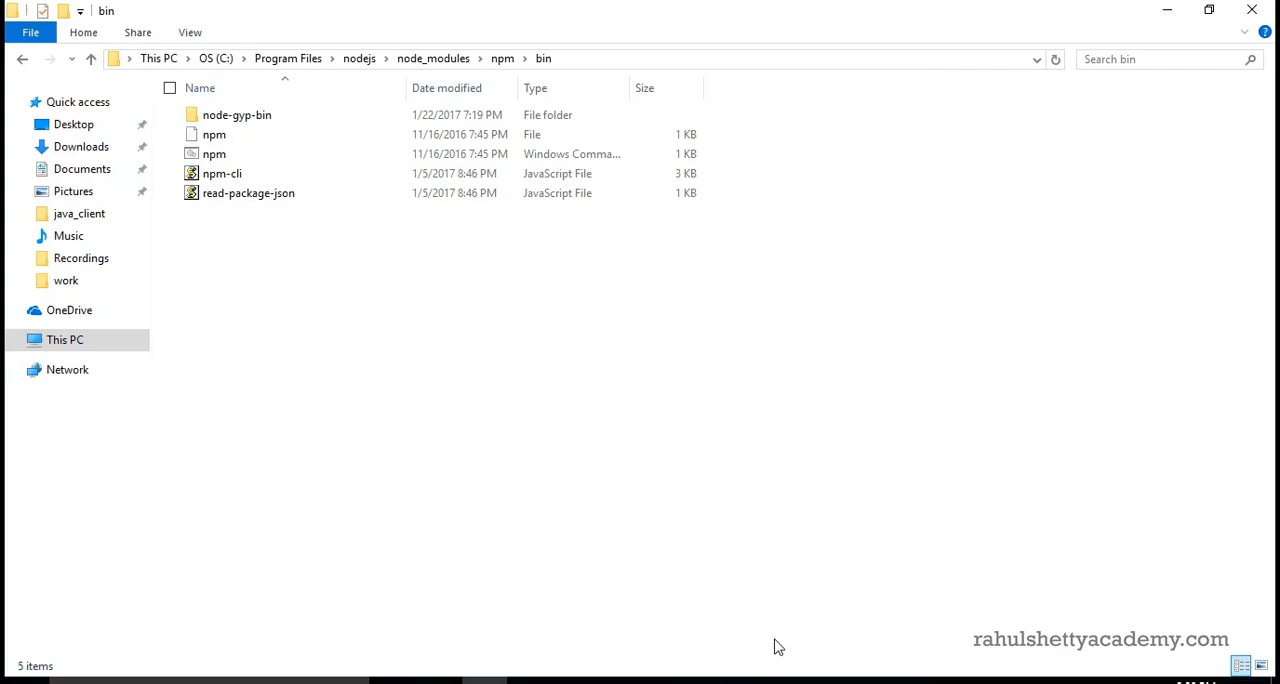 bin
File Home Share View
This PC OS (C:) Program Files nodejs node_modules npm bin
Search bin
Name Date modified Type Size
Quick access
Desktop
Downloads
Documents
Pictures
java_client
Music
Recordings
work
OneDrive
This PC
Network
node-gyp-bin 1/22/2017 7:19 PM File folder
npm 11/16/2016 7:45 PM File 1 KB
npm 11/16/2016 7:45 PM Windows Comma... 1 KB
npm-cli 1/5/2017 8:46 PM JavaScript File 3 KB
read-package-json 1/5/2017 8:46 PM JavaScript File 1 KB
rahulshettyacademy.com
5 items